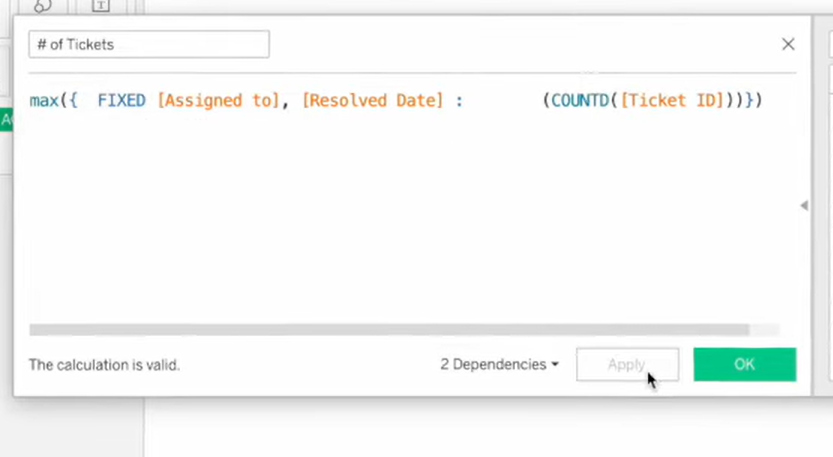 # of Tickets
max({ FIXED [Assigned to], [Resolved Date] : (COUNTD([Ticket ID]))})
The calculation is valid.
2 Dependencies
Apply
OK